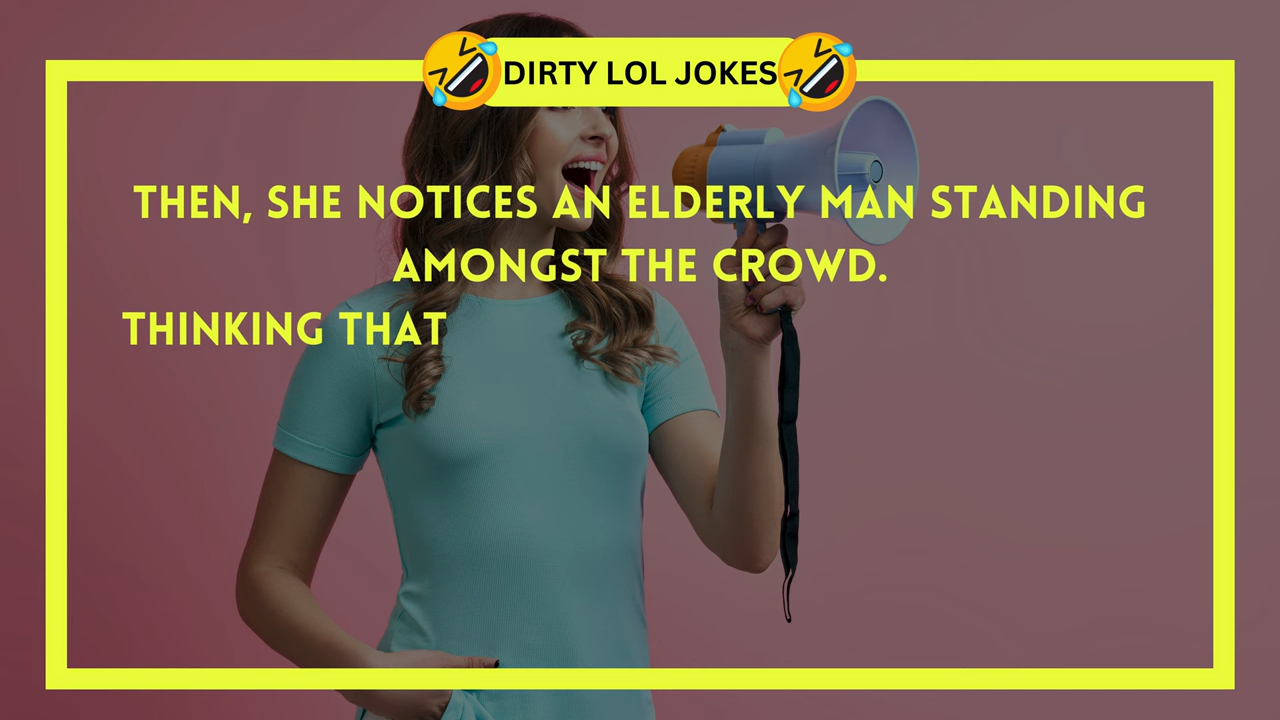 DIRTY LOL JOKES
THEN, SHE NOTICES AN ELDERLY MAN STANDING
AMONGST THE CROWD.
THINKING THAT